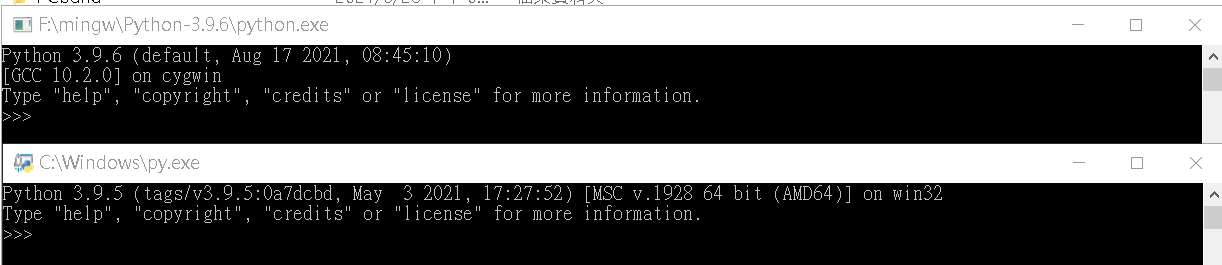 F:\mingw\Python-3.9.6\python.exe
Python 3.9.6 (default, Aug 17 2021, 08:45:10)
[GCC 10.2.0] on cygwin
Type "help", "copyright", "credits" or "license" for more information.
>>>
C:\Windows\py.exe
Python 3.9.5 (tags/v3.9.5:0a7dcbd, May  3 2021, 17:27:52) [MSC v.1928 64 bit (AMD64)] on win32
Type "help", "copyright", "credits" or "license" for more information.
>>>